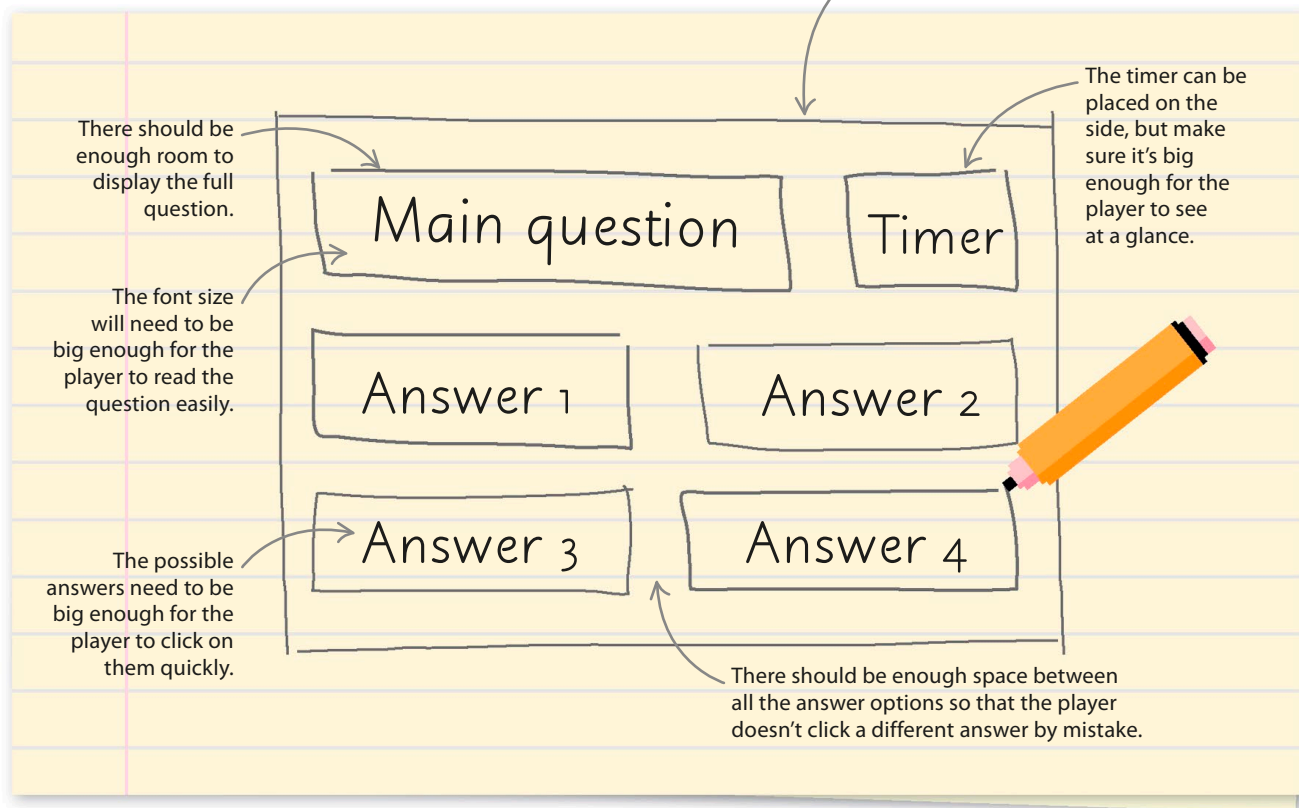 The timer can be
placed on the
side, but make
sure it's big
enough for the
player to see
at a glance.
There should be
enough room to
display the full
question.
Main question
Timer
The font size
will need to be
big enough for the
player to read the
question easily.
Answer 1
Answer 2
Answer 3
Answer 4
The possible
answers need to be
big enough for the
player to click on
them quickly.
There should be enough space between
all the answer options so that the player
doesn't click a different answer by mistake.